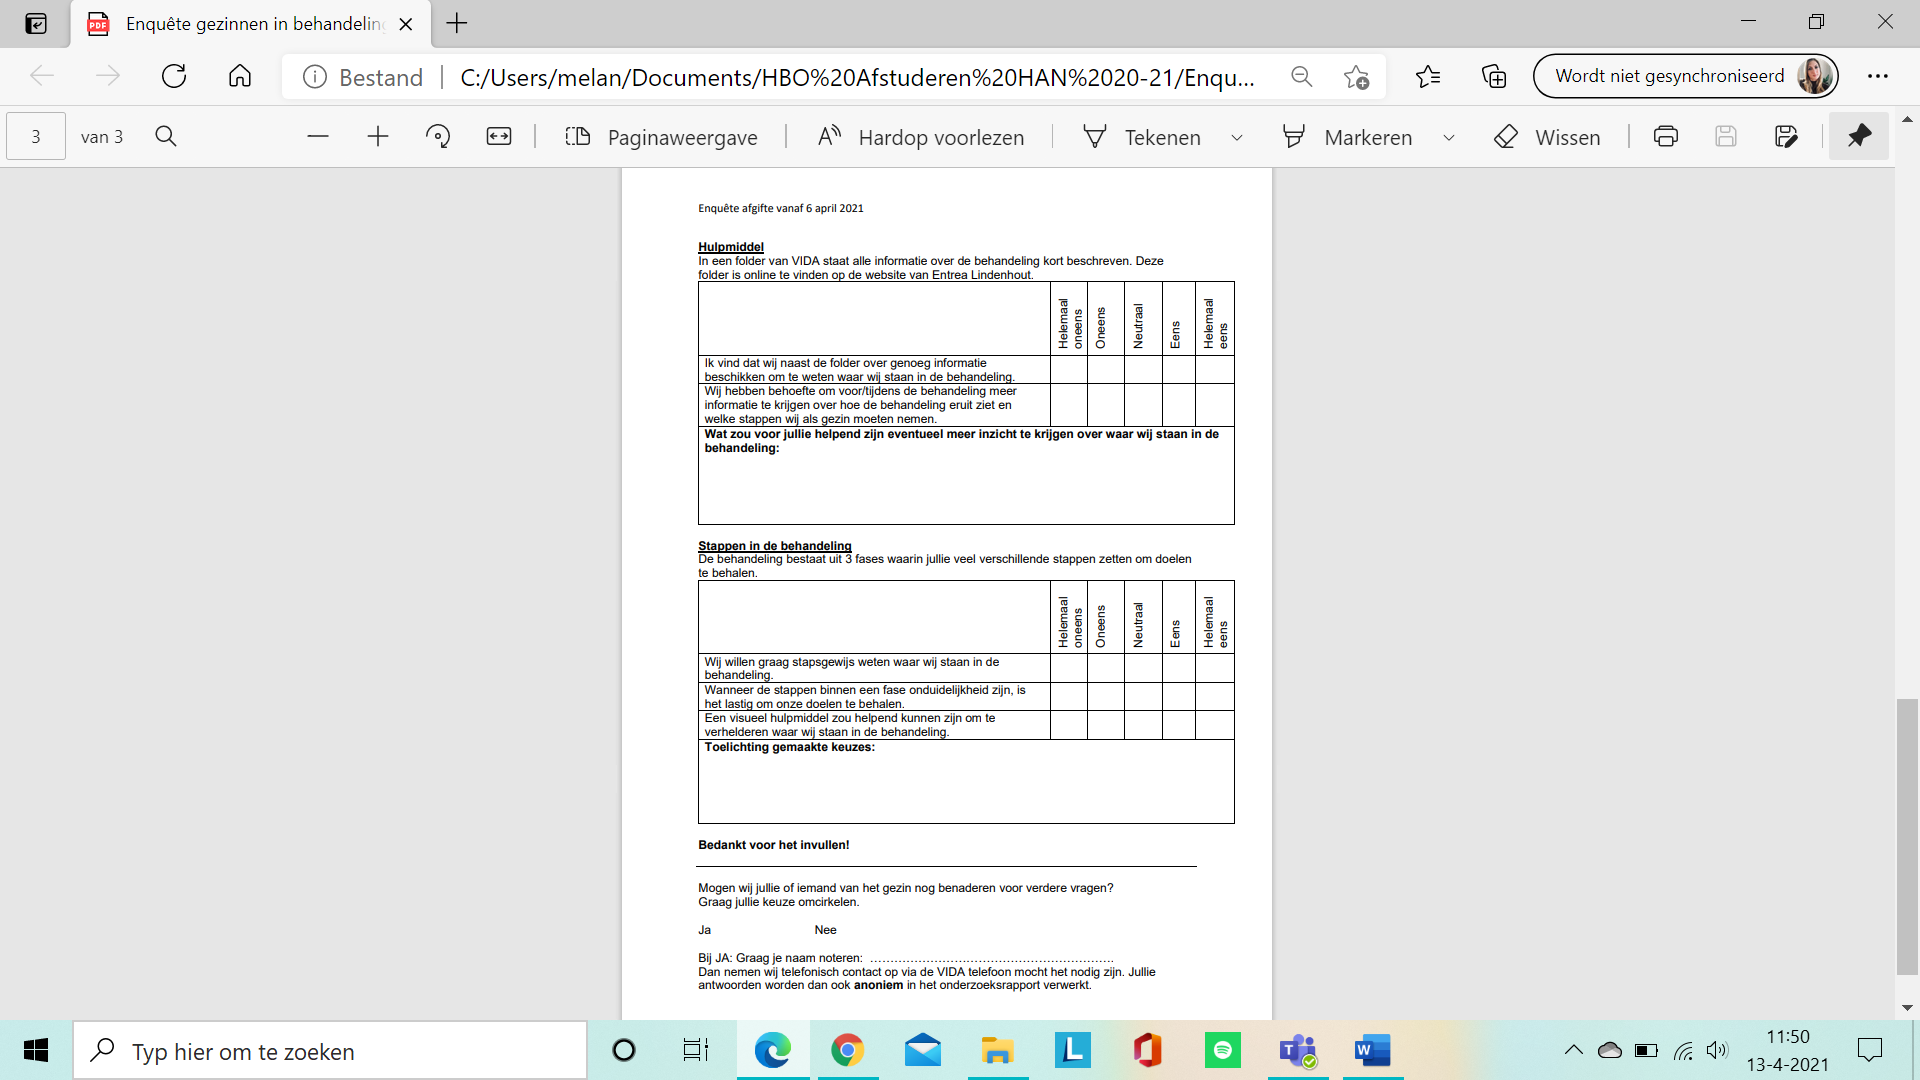 Enquête gezinnen in behandeling
Bestand
C:/Users/melan/Documents/HBO%20Afstuderen%20HAN%2020-21/Enqu...
Wordt niet gesynchroniseerd
3
van 3
Paginaweergave
Hardop voorlezen
Tekenen
Markeren
Wissen
Enquête afgifte vanaf 6 april 2021
Hulpmiddel
In een folder van VIDA staat alle informatie over de behandeling kort beschreven. Deze
folder is online te vinden op de website van Entrea Lindenhout.
Helemaal
oneens
Oneens
Neutraal
Eens
Helemaal
eens
Ik vind dat wij naast de folder over genoeg informatie
beschikken om te weten waar wij staan in de behandeling.
Wij hebben behoefte om voor/tijdens de behandeling meer
informatie te krijgen over hoe de behandeling eruit ziet en
welke stappen wij als gezin moeten nemen.
Wat zou voor jullie helpend zijn eventueel meer inzicht te krijgen over waar wij staan in de
behandeling:
Stappen in de behandeling
De behandeling bestaat uit 3 fases waarin jullie veel verschillende stappen zetten om doelen
te behalen.
Helemaal
oneens
Oneens
Neutraal
Eens
Helemaal
eens
Wij willen graag stapsgewijs weten waar wij staan in de
behandeling.
Wanneer de stappen binnen een fase onduidelijkheid zijn, is
het lastig om onze doelen te behalen.
Een visueel hulpmiddel zou helpend kunnen zijn om te
verhelderen waar wij staan in de behandeling.
Toelichting gemaakte keuzes:
Bedankt voor het invullen!
Mogen wij jullie of iemand van het gezin nog benaderen voor verdere vragen?
Graag jullie keuze omcirkelen.
Ja Nee
Bij JA: Graag je naam noteren: ……………………………………………………
Dan nemen wij telefonisch contact op via de VIDA telefoon mocht het nodig zijn. Jullie
antwoorden worden dan ook anoniem in het onderzoeksrapport verwerkt.
Typ hier om te zoeken
11:50
13-4-2021